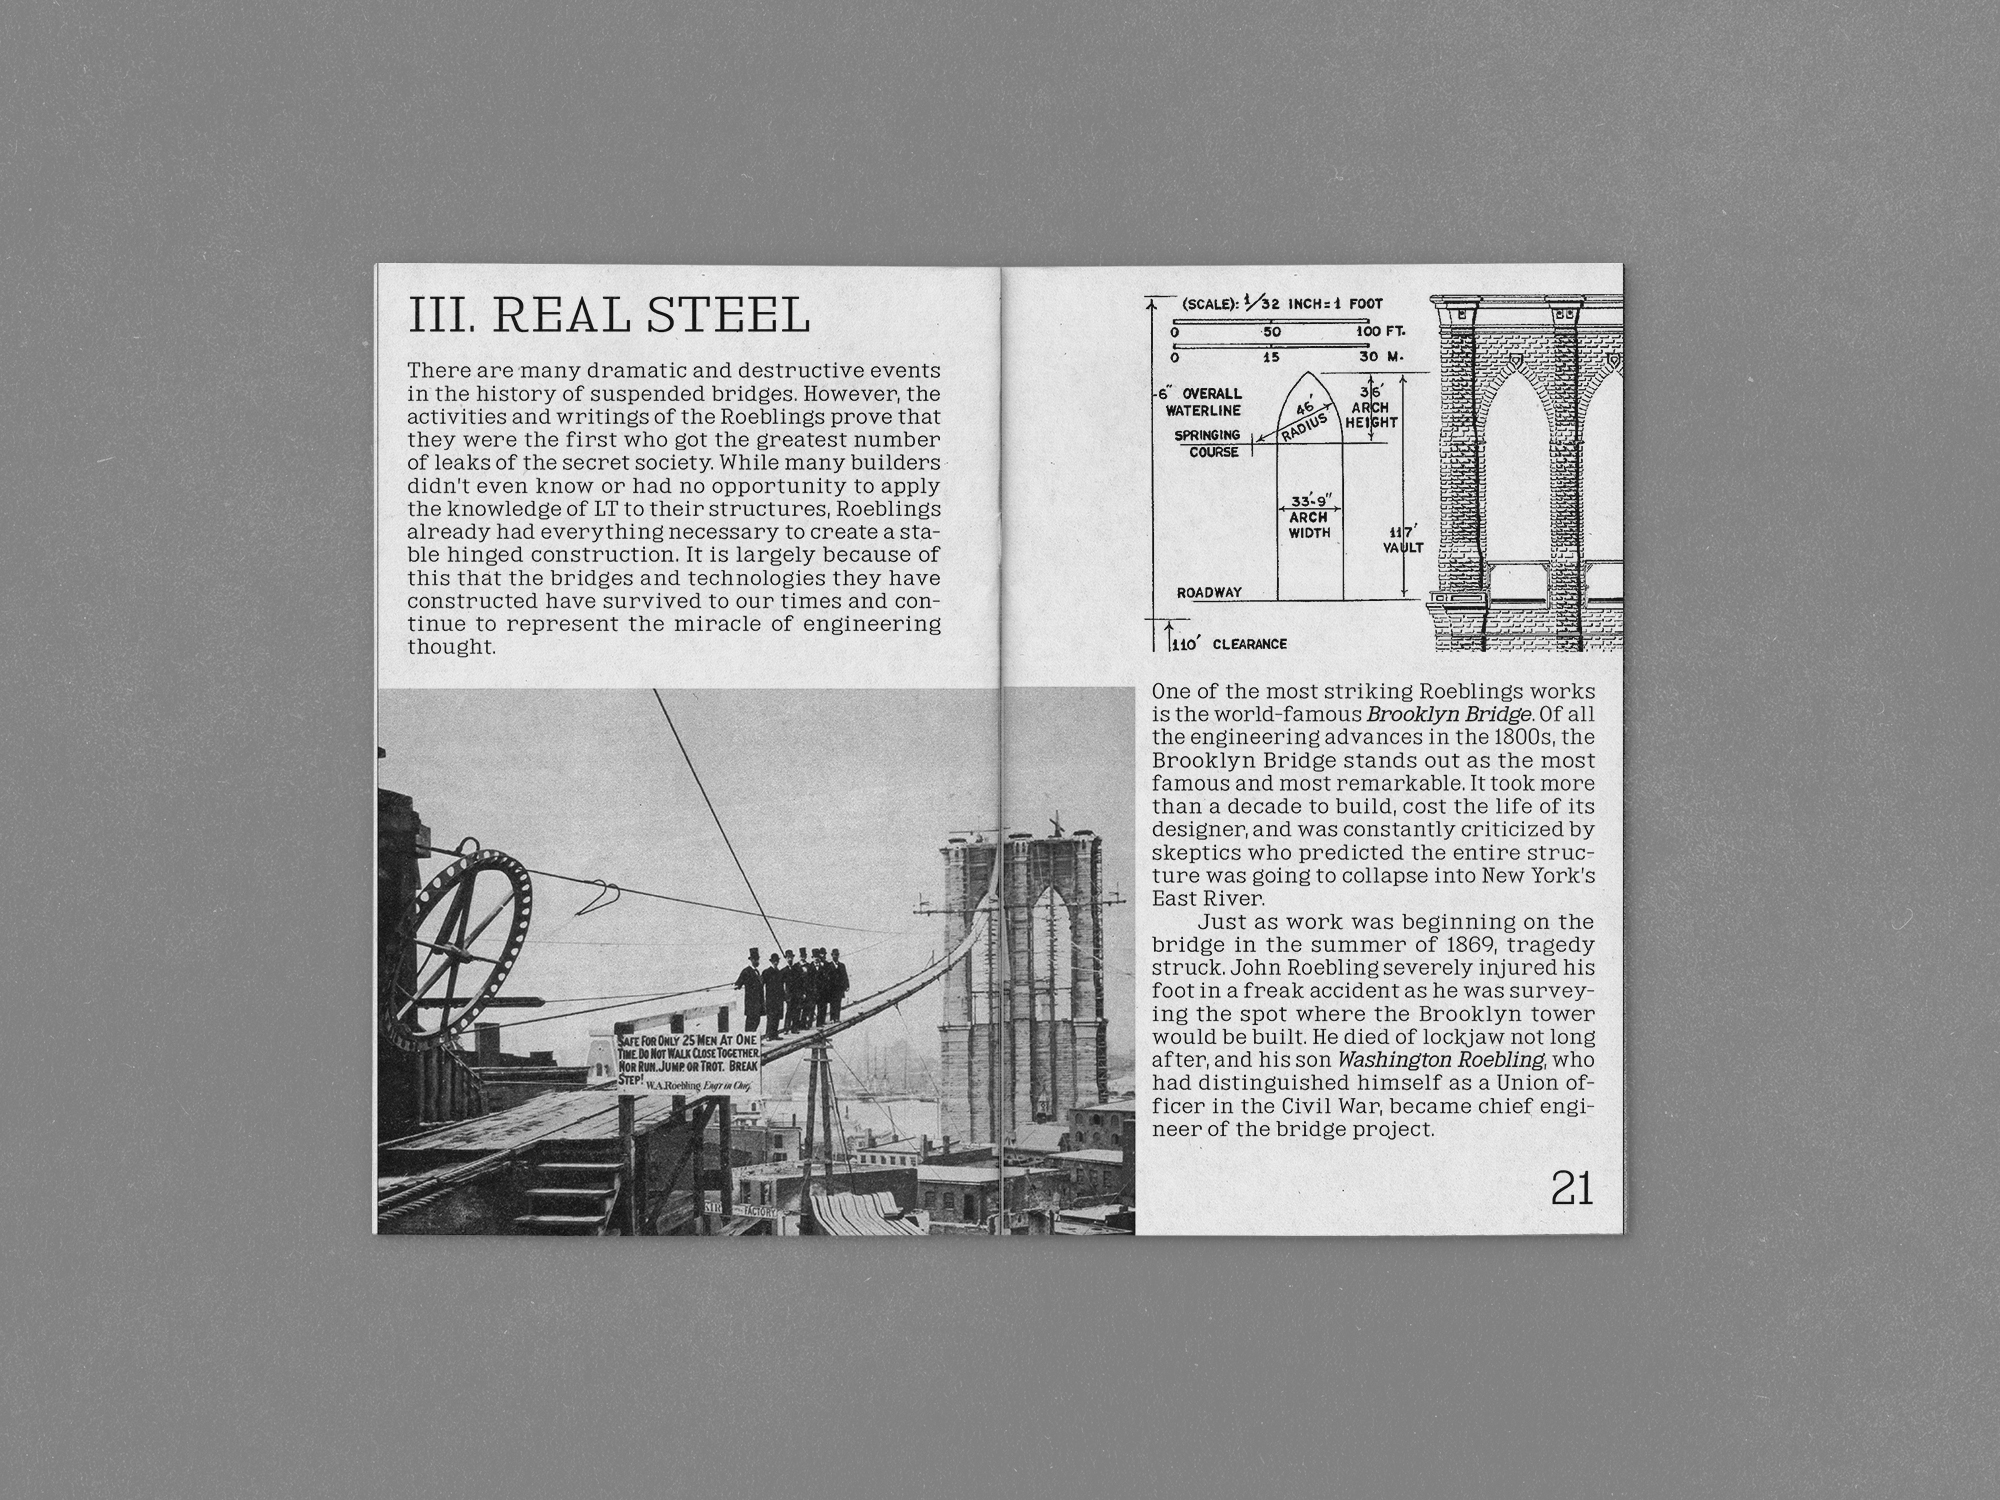 III. REAL STEEL
There are many dramatic and destructive events
in the history of suspended bridges. However, the
activities and writings of the Roeblings prove that
they were the first who got the greatest number
of leaks of the secret society. While many builders
didn't even know or had no opportunity to apply
the knowledge of LT to their structures, Roeblings
already had everything necessary to create a sta-
ble hinged construction. It is largely because of
this that the bridges and technologies they have
constructed have survived to our times and con-
tinue to represent the miracle of engineering
thought.
SAFE FOR ONLY 25 MEN AT ONE
TIME. DO NOT WALK CLOSE TOGETHER.
NOR RUN, JUMP, OR TROT. BREAK
STEP!
W.A. Roebling Engr in Chg.
FACTORY.
(SCALE): 1/32 INCH = 1 FOOT
0 50 100 FT.
0 15 30 M.
6" OVERALL
WATERLINE
SPRINGING
COURSE
46'
RADIUS
36'
ARCH
HEIGHT
33'-9"
ARCH
WIDTH
117'
VAULT
ROADWAY
110' CLEARANCE
One of the most striking Roeblings works
is the world-famous Brooklyn Bridge. Of all
the engineering advances in the 1800s, the
Brooklyn Bridge stands out as the most
famous and most remarkable. It took more
than a decade to build, cost the life of its
designer, and was constantly criticized by
skeptics who predicted the entire struc-
ture was going to collapse into New York's
East River.
Just as work was beginning on the
bridge in the summer of 1869, tragedy
struck. John Roebling severely injured his
foot in a freak accident as he was survey-
ing the spot where the Brooklyn tower
would be built. He died of lockjaw not long
after, and his son Washington Roebling, who
had distinguished himself as a Union of-
ficer in the Civil War, became chief engi-
neer of the bridge project.
21